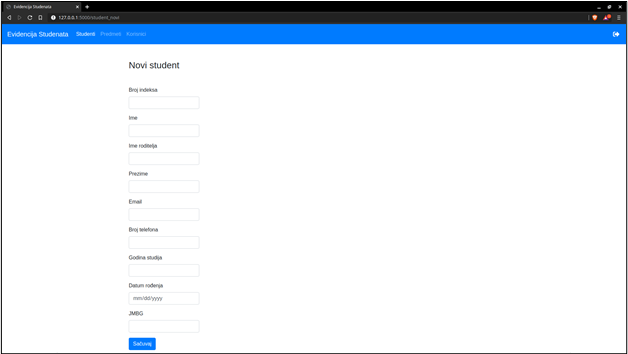 Evidencija Studenata
127.0.0.1:5000/student_novi
Evidencija Studenata Studenti Predmeti Korisnici
Novi student
Broj indeksa
Ime
Ime roditelja
Prezime
Email
Broj telefona
Godina studija
Datum rođenja
mm/dd/yyyy
JMBG
Sačuvaj